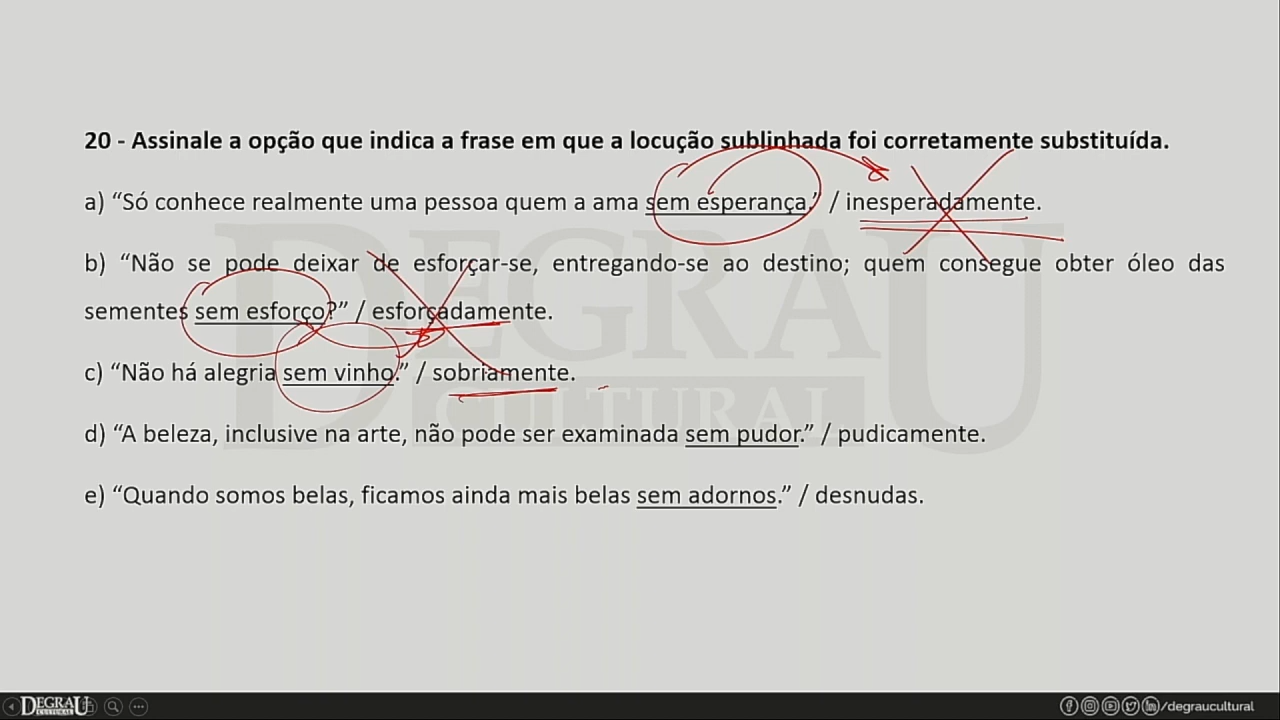 20 - Assinale a opção que indica a frase em que a locução sublinhada foi corretamente substituída.
a) “Só conhece realmente uma pessoa quem a ama sem esperança.” / inesperadamente.
b) “Não se pode deixar de esforçar-se, entregando-se ao destino; quem consegue obter óleo das
sementes sem esforço?” / esforçadamente.
c) “Não há alegria sem vinho.” / sobriamente.
d) “A beleza, inclusive na arte, não pode ser examinada sem pudor.” / pudicamente.
e) “Quando somos belas, ficamos ainda mais belas sem adornos.” / desnudas.
DEGRAU
CULTURAL
DEGRAU
CULTURAL
/degraucultural